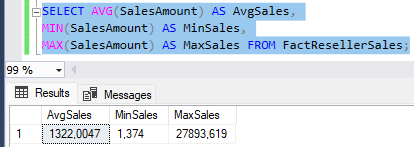 SELECT AVG(SalesAmount) AS AvgSales,
MIN(SalesAmount) AS MinSales,
MAX(SalesAmount) AS MaxSales FROM FactResellerSales;
99 %
Results Messages
AvgSales MinSales MaxSales
1 1322,0047 1,374 27893,619